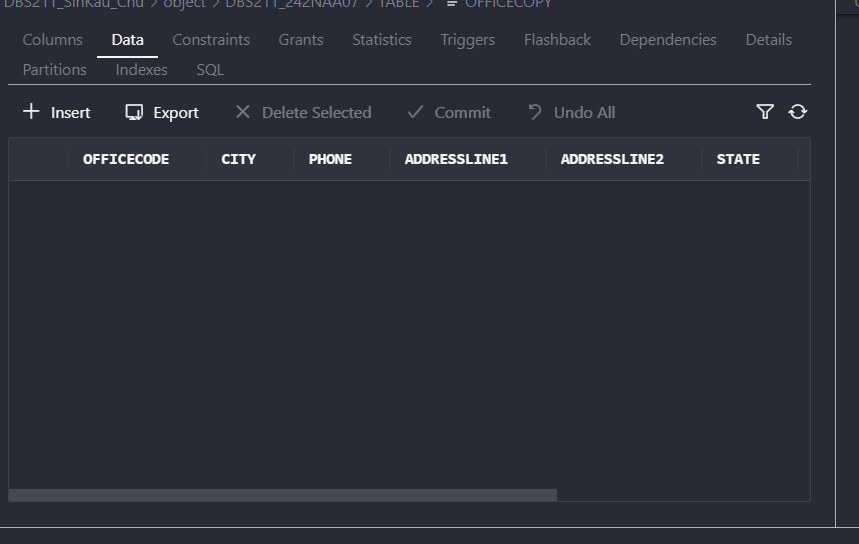 DBS211_SinKau_Chu > object > DBS211_242NAA07 > TABLE > OFFICECOPY
Columns Data Constraints Grants Statistics Triggers Flashback Dependencies Details
Partitions Indexes SQL
Insert Export Delete Selected Commit Undo All
OFFICECODE CITY PHONE ADDRESSLINE1 ADDRESSLINE2 STATE